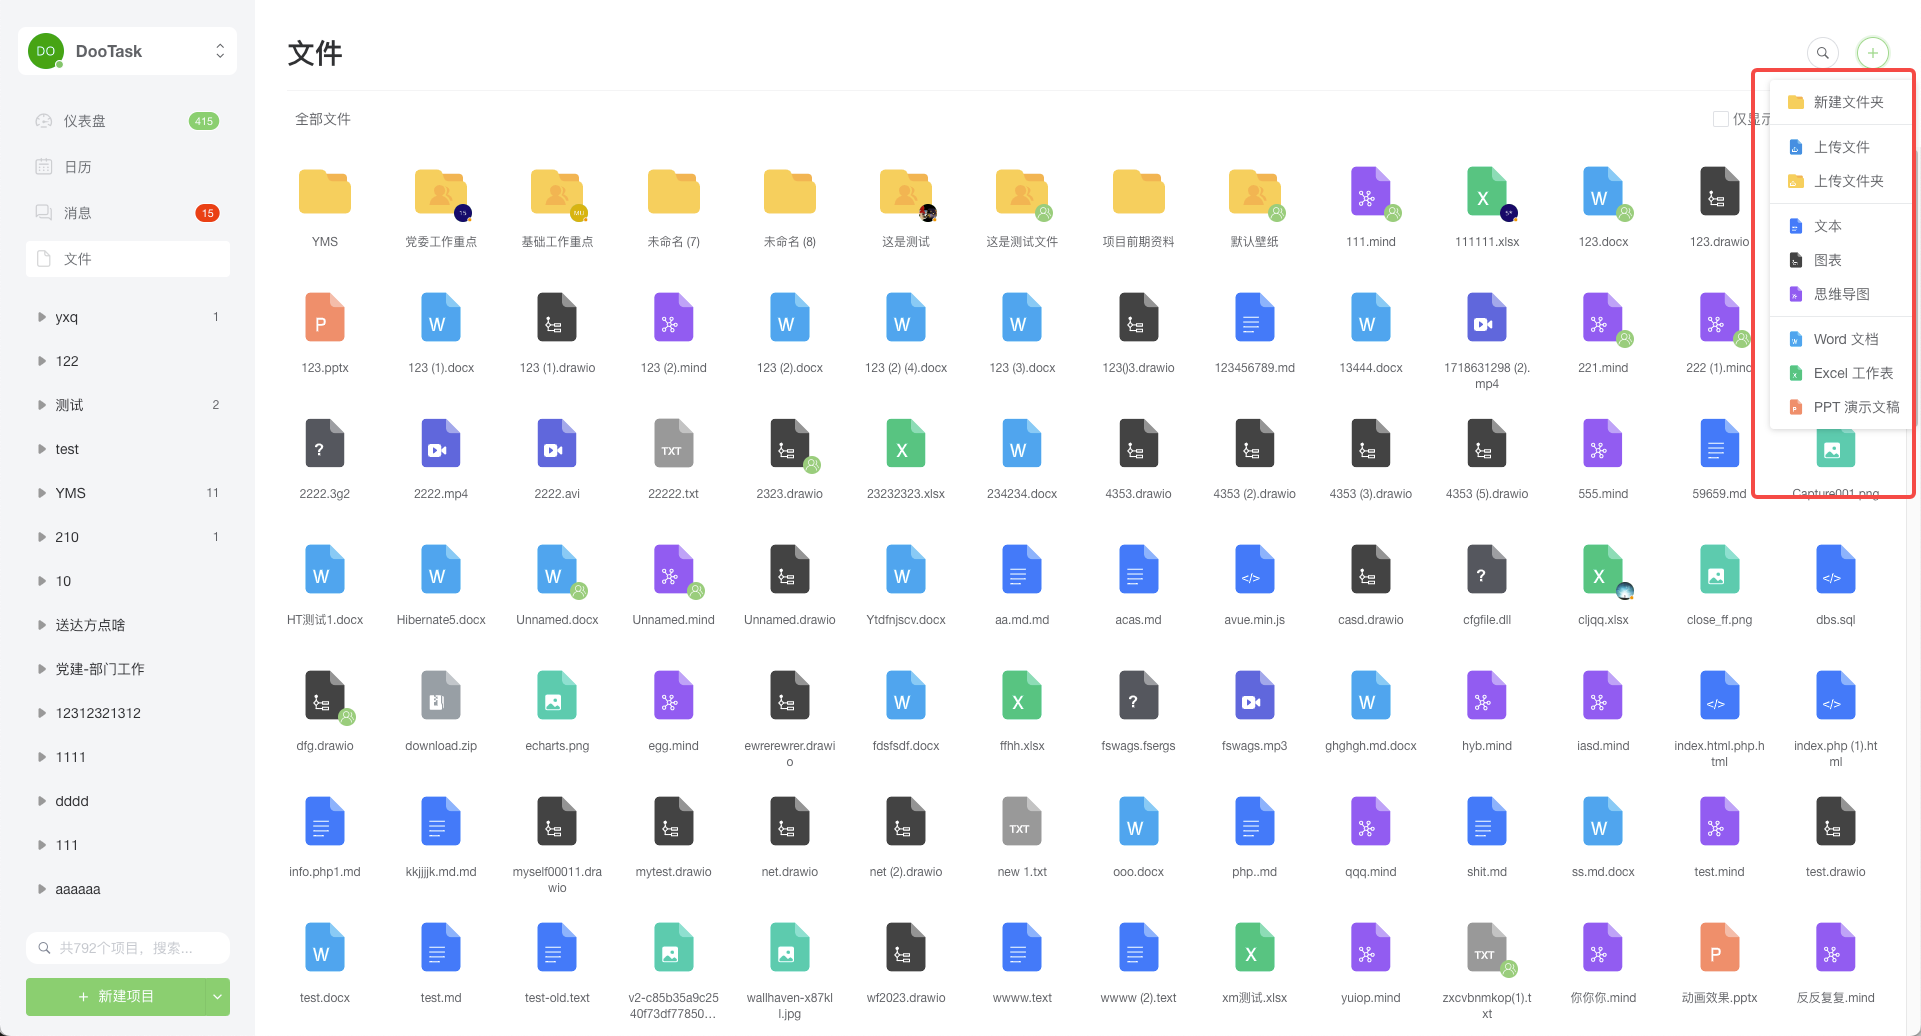 DO
DooTask
仪表盘
415
日历
消息
15
文件
yxq
1
122
测试
2
test
YMS
11
210
1
10
送达方点啥
党建-部门工作
12312321312
1111
dddd
111
aaaaaa
共792个项目，搜索...
新建项目
文件
全部文件
仅显示
新建文件夹
上传文件
上传文件夹
文本
图表
思维导图
Word 文档
Excel 工作表
PPT 演示文稿
YMS
党委工作重点
基础工作重点
未命名 (7)
未命名 (8)
这是测试
这是测试文件
项目前期资料
默认壁纸
111.mind
111111.xlsx
123.docx
123.drawio
123.pptx
123 (1).docx
123 (1).drawio
123 (2).mind
123 (2).docx
123 (2) (4).docx
123 (3).docx
123()3.drawio
123456789.md
13444.docx
1718631298 (2).
mp4
221.mind
222 (1).mind
2222.3g2
2222.mp4
2222.avi
22222.txt
2323.drawio
23232323.xlsx
234234.docx
4353.drawio
4353 (2).drawio
4353 (3).drawio
4353 (5).drawio
555.mind
59659.md
Capture001.png
HT测试1.docx
Hibernate5.docx
Unnamed.docx
Unnamed.mind
Unnamed.drawio
Ytdfnjscv.docx
aa.md.md
acas.md
avue.min.js
casd.drawio
cfgfile.dll
cljqq.xlsx
close_ff.png
dbs.sql
dfg.drawio
download.zip
echarts.png
egg.mind
ewrerewrer.drawi
o
fdsfsdf.docx
ffhh.xlsx
fswags.fsergs
fswags.mp3
ghghgh.md.docx
hyb.mind
iasd.mind
index.html.php.h
tml
index.php (1).ht
ml
info.php1.md
kkjjjjk.md.md
myself00011.dra
wio
mytest.drawio
net.drawio
net (2).drawio
new 1.txt
ooo.docx
php..md
qqq.mind
shit.md
ss.md.docx
test.mind
test.drawio
test.docx
test.md
test-old.text
v2-c85b35a9c25
40f73df77850...
wallhaven-x87kl
l.jpg
wf2023.drawio
wwww.text
wwww (2).text
xm测试.xlsx
yuiop.mind
zxcvbnmkop(1).t
xt
你你你.mind
动画效果.pptx
反反复复.mind